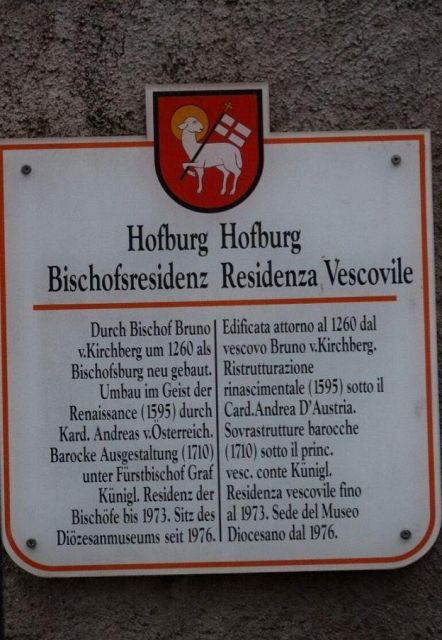 Hofburg Hofburg
Bischofsresidenz Residenza Vescovile
Durch Bischof Bruno
v.Kirchberg um 1260 als
Bischofsburg neu gebaut.
Umbau im Geist der
Renaissance (1595) durch
Kard. Andreas v.Österreich.
Barocke Ausgestaltung (1710)
unter Fürstbischof Graf
Künigl. Residenz der
Bischöfe bis 1973. Sitz des
Diözesanmuseums seit 1976.
Edificata attorno al 1260 dal
vescovo Bruno v.Kirchberg.
Ristrutturazione
rinascimentale (1595) sotto il
Card.Andrea D'Austria.
Sovrastrutture barocche
(1710) sotto il princ.
vesc. conte Künigl.
Residenza vescovile fino
al 1973. Sede del Museo
Diocesano dal 1976.